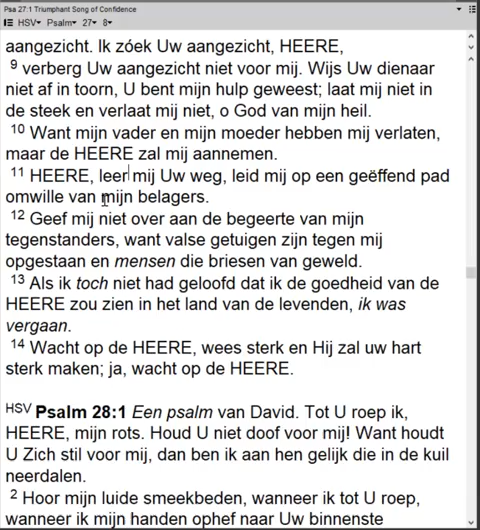 Psa 27:1 Triumphant Song of Confidence
HSV Psalm 27 8
aangezicht. Ik zóek Uw aangezicht, HEERE,
9 verberg Uw aangezicht niet voor mij. Wijs Uw dienaar
niet af in toorn, U bent mijn hulp geweest; laat mij niet in
de steek en verlaat mij niet, o God van mijn heil.
10 Want mijn vader en mijn moeder hebben mij verlaten,
maar de HEERE zal mij aannemen.
11 HEERE, leer mij Uw weg, leid mij op een geëffend pad
omwille van mijn belagers.
12 Geef mij niet over aan de begeerte van mijn
tegenstanders, want valse getuigen zijn tegen mij
opgestaan en mensen die briesen van geweld.
13 Als ik toch niet had geloofd dat ik de goedheid van de
HEERE zou zien in het land van de levenden, ik was
vergaan.
14 Wacht op de HEERE, wees sterk en Hij zal uw hart
sterk maken; ja, wacht op de HEERE.
HSV Psalm 28:1 Een psalm van David. Tot U roep ik,
HEERE, mijn rots. Houd U niet doof voor mij! Want houdt
U Zich stil voor mij, dan ben ik aan hen gelijk die in de kuil
neerdalen.
2 Hoor mijn luide smeekbeden, wanneer ik tot U roep,
wanneer ik mijn handen ophef naar Uw binnenste